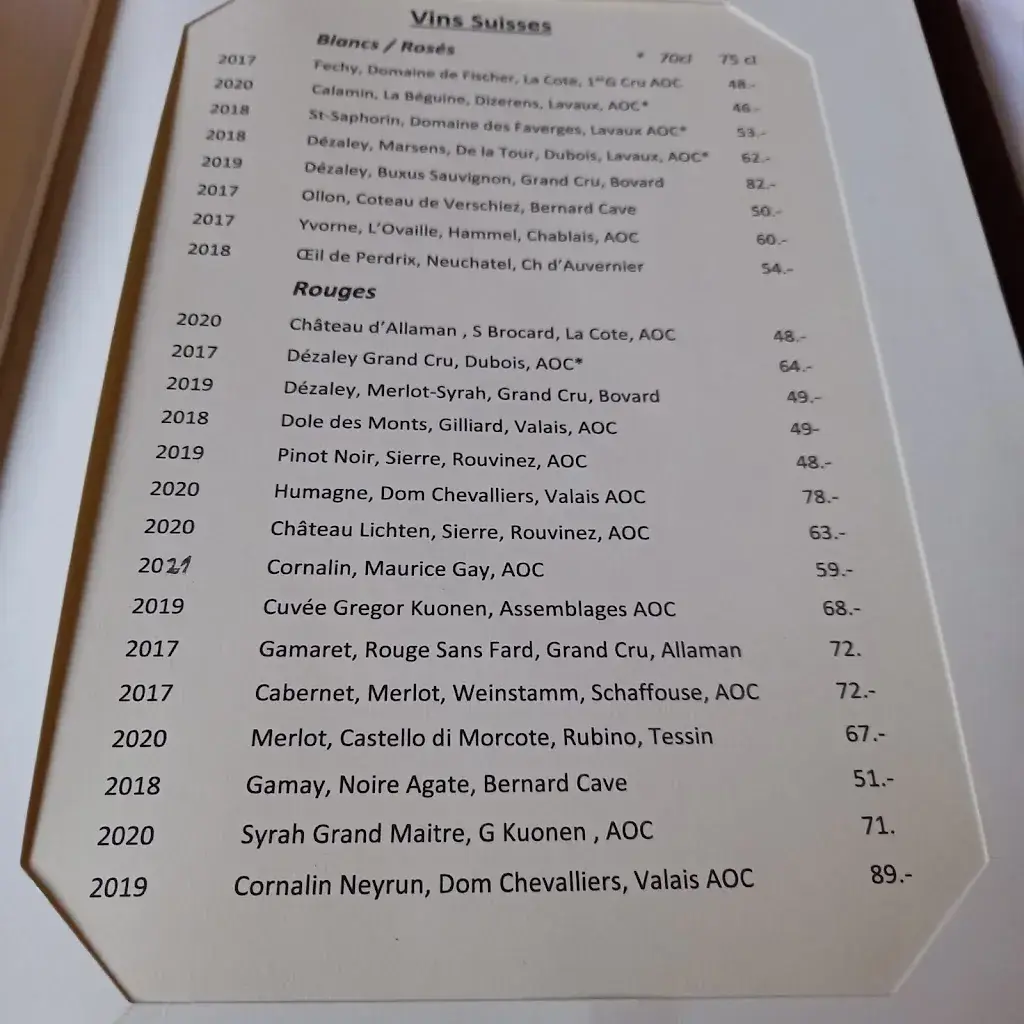 Vins Suisses
Blancs / Rosés * 70cl 75 cl
2017 Fechy, Domaine de Fischer, La Cote, 1erG Cru AOC 48.-
2020 Calamin, La Béguine, Dizerens, Lavaux, AOC* 46.-
2018 St-Saphorin, Domaine des Faverges, Lavaux AOC* 53.-
2018 Dézaley, Marsens, De la Tour, Dubois, Lavaux, AOC* 62.-
2019 Dézaley, Buxus Sauvignon, Grand Cru, Bovard 82.-
2017 Ollon, Coteau de Verschiez, Bernard Cave 50.-
2017 Yvorne, L'Ovaille, Hammel, Chablais, AOC 60.-
2018 Œil de Perdrix, Neuchatel, Ch d'Auvernier 54.-
Rouges
2020 Château d'Allaman , S Brocard, La Cote, AOC 48.-
2017 Dézaley Grand Cru, Dubois, AOC* 64.-
2019 Dézaley, Merlot-Syrah, Grand Cru, Bovard 49.-
2018 Dole des Monts, Gilliard, Valais, AOC 49-
2019 Pinot Noir, Sierre, Rouvinez, AOC 48.-
2020 Humagne, Dom Chevalliers, Valais AOC 78.-
2020 Château Lichten, Sierre, Rouvinez, AOC 63.-
2021 Cornalin, Maurice Gay, AOC 59.-
2019 Cuvée Gregor Kuonen, Assemblages AOC 68.-
2017 Gamaret, Rouge Sans Fard, Grand Cru, Allaman 72.
2017 Cabernet, Merlot, Weinstamm, Schaffouse, AOC 72.-
2020 Merlot, Castello di Morcote, Rubino, Tessin 67.-
2018 Gamay, Noire Agate, Bernard Cave 51.-
2020 Syrah Grand Maitre, G Kuonen , AOC 71.
2019 Cornalin Neyrun, Dom Chevalliers, Valais AOC 89.-